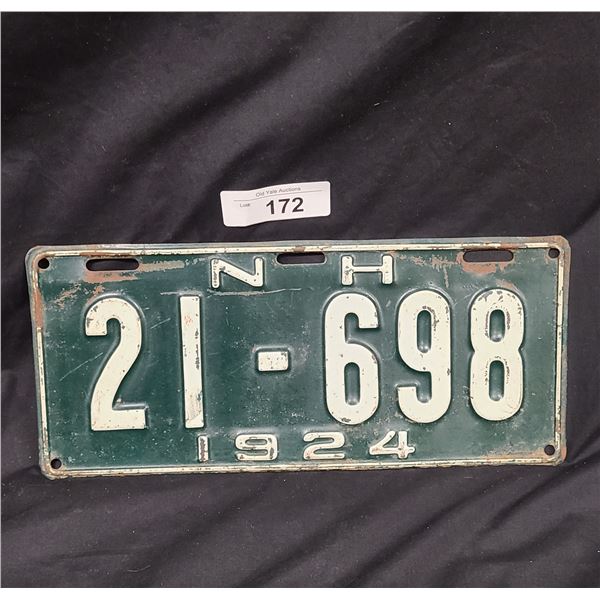 Old Yale Auctions
Lot# 172
N H
21-698
1924